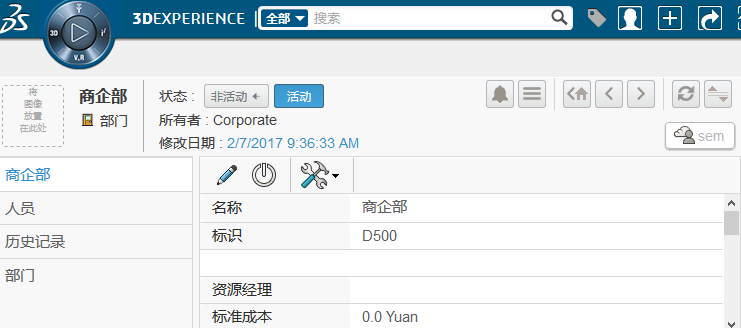 3DEXPERIENCE | 全部 搜索
3D
V.R
将
图像
放置
在此处
商企部
部门
状态 : 非活动 活动
所有者 : Corporate
修改日期 : 2/7/2017 9:36:33 AM
sem
商企部
人员
历史记录
部门
名称 商企部
标识 D500
资源经理
标准成本 0.0 Yuan